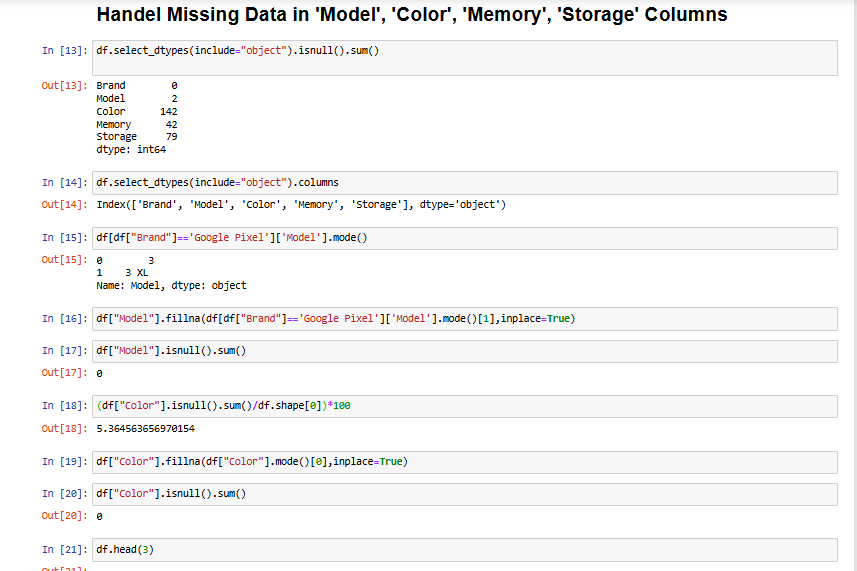 Handel Missing Data in 'Model', 'Color', 'Memory', 'Storage' Columns
In [13]: df.select_dtypes(include="object").isnull().sum()
Out[13]: Brand 0
Model 2
Color 142
Memory 42
Storage 79
dtype: int64
In [14]: df.select_dtypes(include="object").columns
Out[14]: Index(['Brand', 'Model', 'Color', 'Memory', 'Storage'], dtype='object')
In [15]: df[df["Brand"]=='Google Pixel']['Model'].mode()
Out[15]: 0 3
1 3 XL
Name: Model, dtype: object
In [16]: df["Model"].fillna(df[df["Brand"]=='Google Pixel']['Model'].mode()[1],inplace=True)
In [17]: df["Model"].isnull().sum()
Out[17]: 0
In [18]: (df["Color"].isnull().sum()/df.shape[0])*100
Out[18]: 5.364563656970154
In [19]: df["Color"].fillna(df["Color"].mode()[0],inplace=True)
In [20]: df["Color"].isnull().sum()
Out[20]: 0
In [21]: df.head(3)